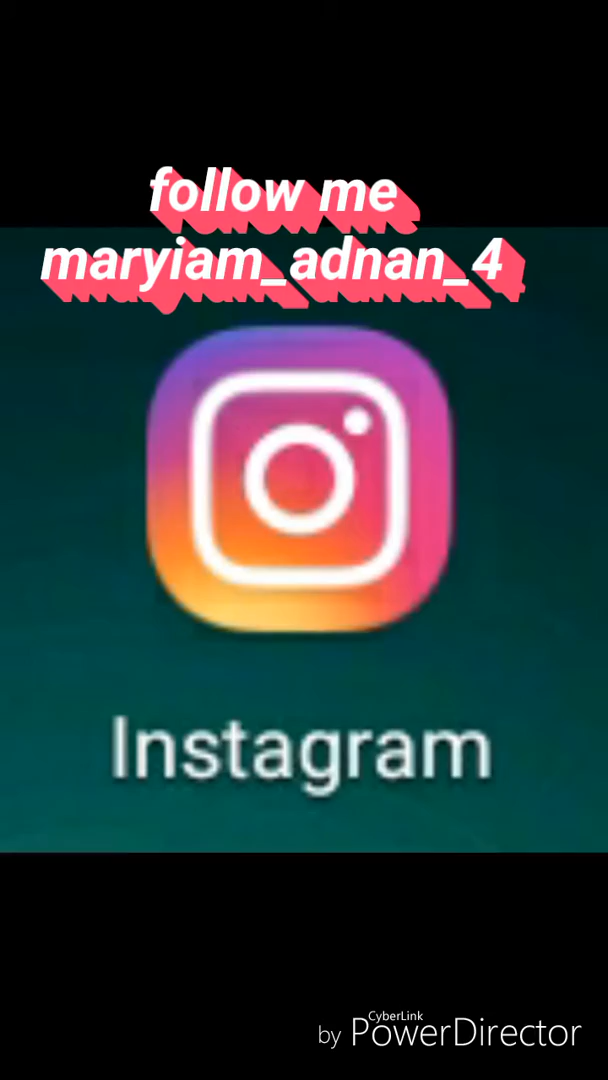 follow me
maryiam_adnan_4
Instagram
CyberLink
by PowerDirector